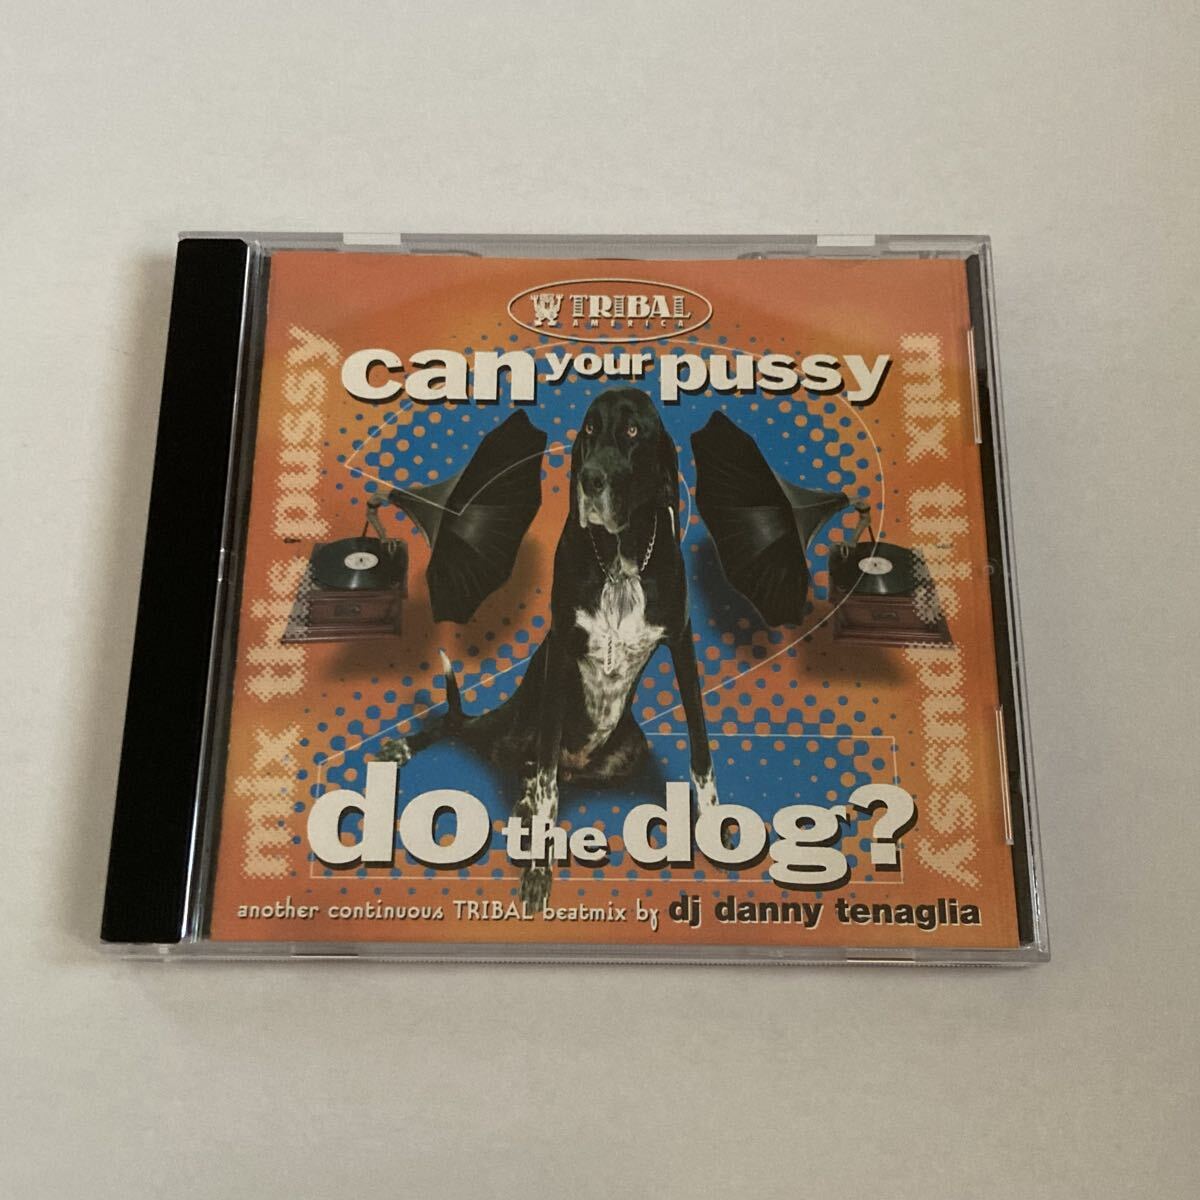 TRIBAL
AMERICA
can your pussy
mix this pussy
mix this pussy
do the dog?
another continuous TRIBAL beatmix by dj danny tenaglia